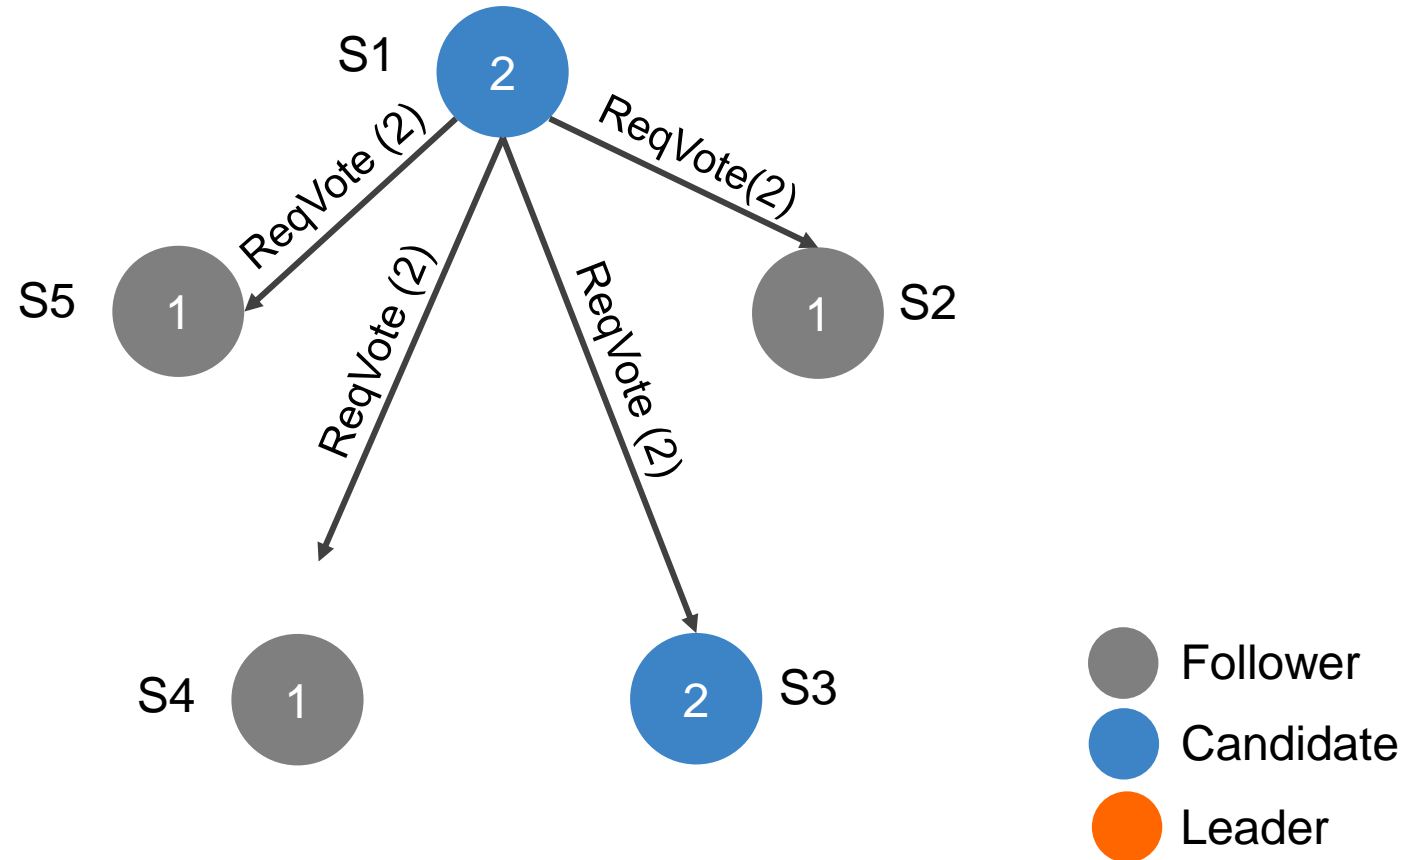 S1
2
ReqVote (2)
ReqVote(2)
ReqVote (2)
ReqVote (2)
S5
1
1
S2
S4
1
2
S3
Follower
Candidate
Leader